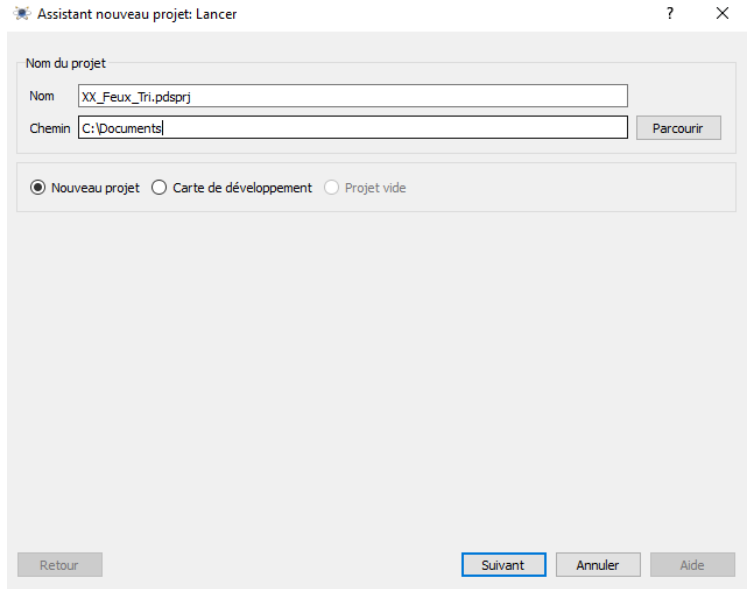 Assistant nouveau projet: Lancer ? ×
Nom du projet
Nom XX_Feux_Tri.pdsprj
Chemin C:\Documents Parcourir
Nouveau projet Carte de développement Projet vide
Retour Suivant Annuler Aide